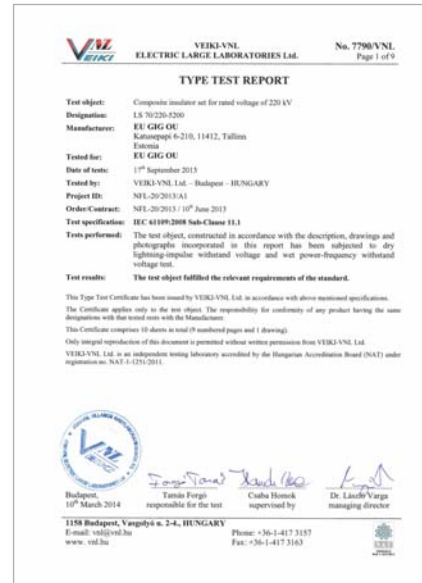 VNL
VEIKI
VEIKI-VNL
ELECTRIC LARGE LABORATORIES Ltd.
No. 7790/VNL
Page 1 of 9
TYPE TEST REPORT
Test object: Composite insulator set for rated voltage of 220 kV
Designation: LS 70/220-5200
Manufacturer: EU GIG OU
Katusepapi 6-210, 11412, Tallinn
Estonia
Tested for: EU GIG OU
Date of tests: 17th September 2013
Tested by: VEIKI-VNL Ltd. – Budapest – HUNGARY
Project ID: NFL-20/2013/A1
Order/Contract: NFL-20/2013 / 10th June 2013
Test specification: IEC 61109:2008 Sub-Clause 11.1
Tests performed: The test object, constructed in accordance with the description, drawings and
photographs incorporated in this report has been subjected to dry
lightning-impulse withstand voltage and wet power-frequency withstand
voltage test.
Test results: The test object fulfilled the relevant requirements of the standard.
This Type Test Certificate has been issued by VEIKI-VNL Ltd. in accordance with above mentioned specifications.
The Certificate applies only to the test object. The responsibility for conformity of any product having the same
designations with that tested rests with the Manufacturer.
This Certificate comprises 10 sheets in total (9 numbered pages and 1 drawing).
Only integral reproduction of this document is permitted without written permission from VEIKI-VNL Ltd.
VEIKI-VNL Ltd. is an independent testing laboratory accredited by the Hungarian Accreditation Board (NAT) under
registration no. NAT-1-1251/2011.
VNL
Budapest,
10th March 2014
Tamás Forgó
responsible for the test
Csaba Homok
supervised by
Dr. László Varga
managing director
1158 Budapest, Vasgolyó u. 2-4., HUNGARY
E-mail: vnl@vnl.hu
www. vnl.hu
Phone: +36-1-417 3157
Fax: +36-1-417 3163